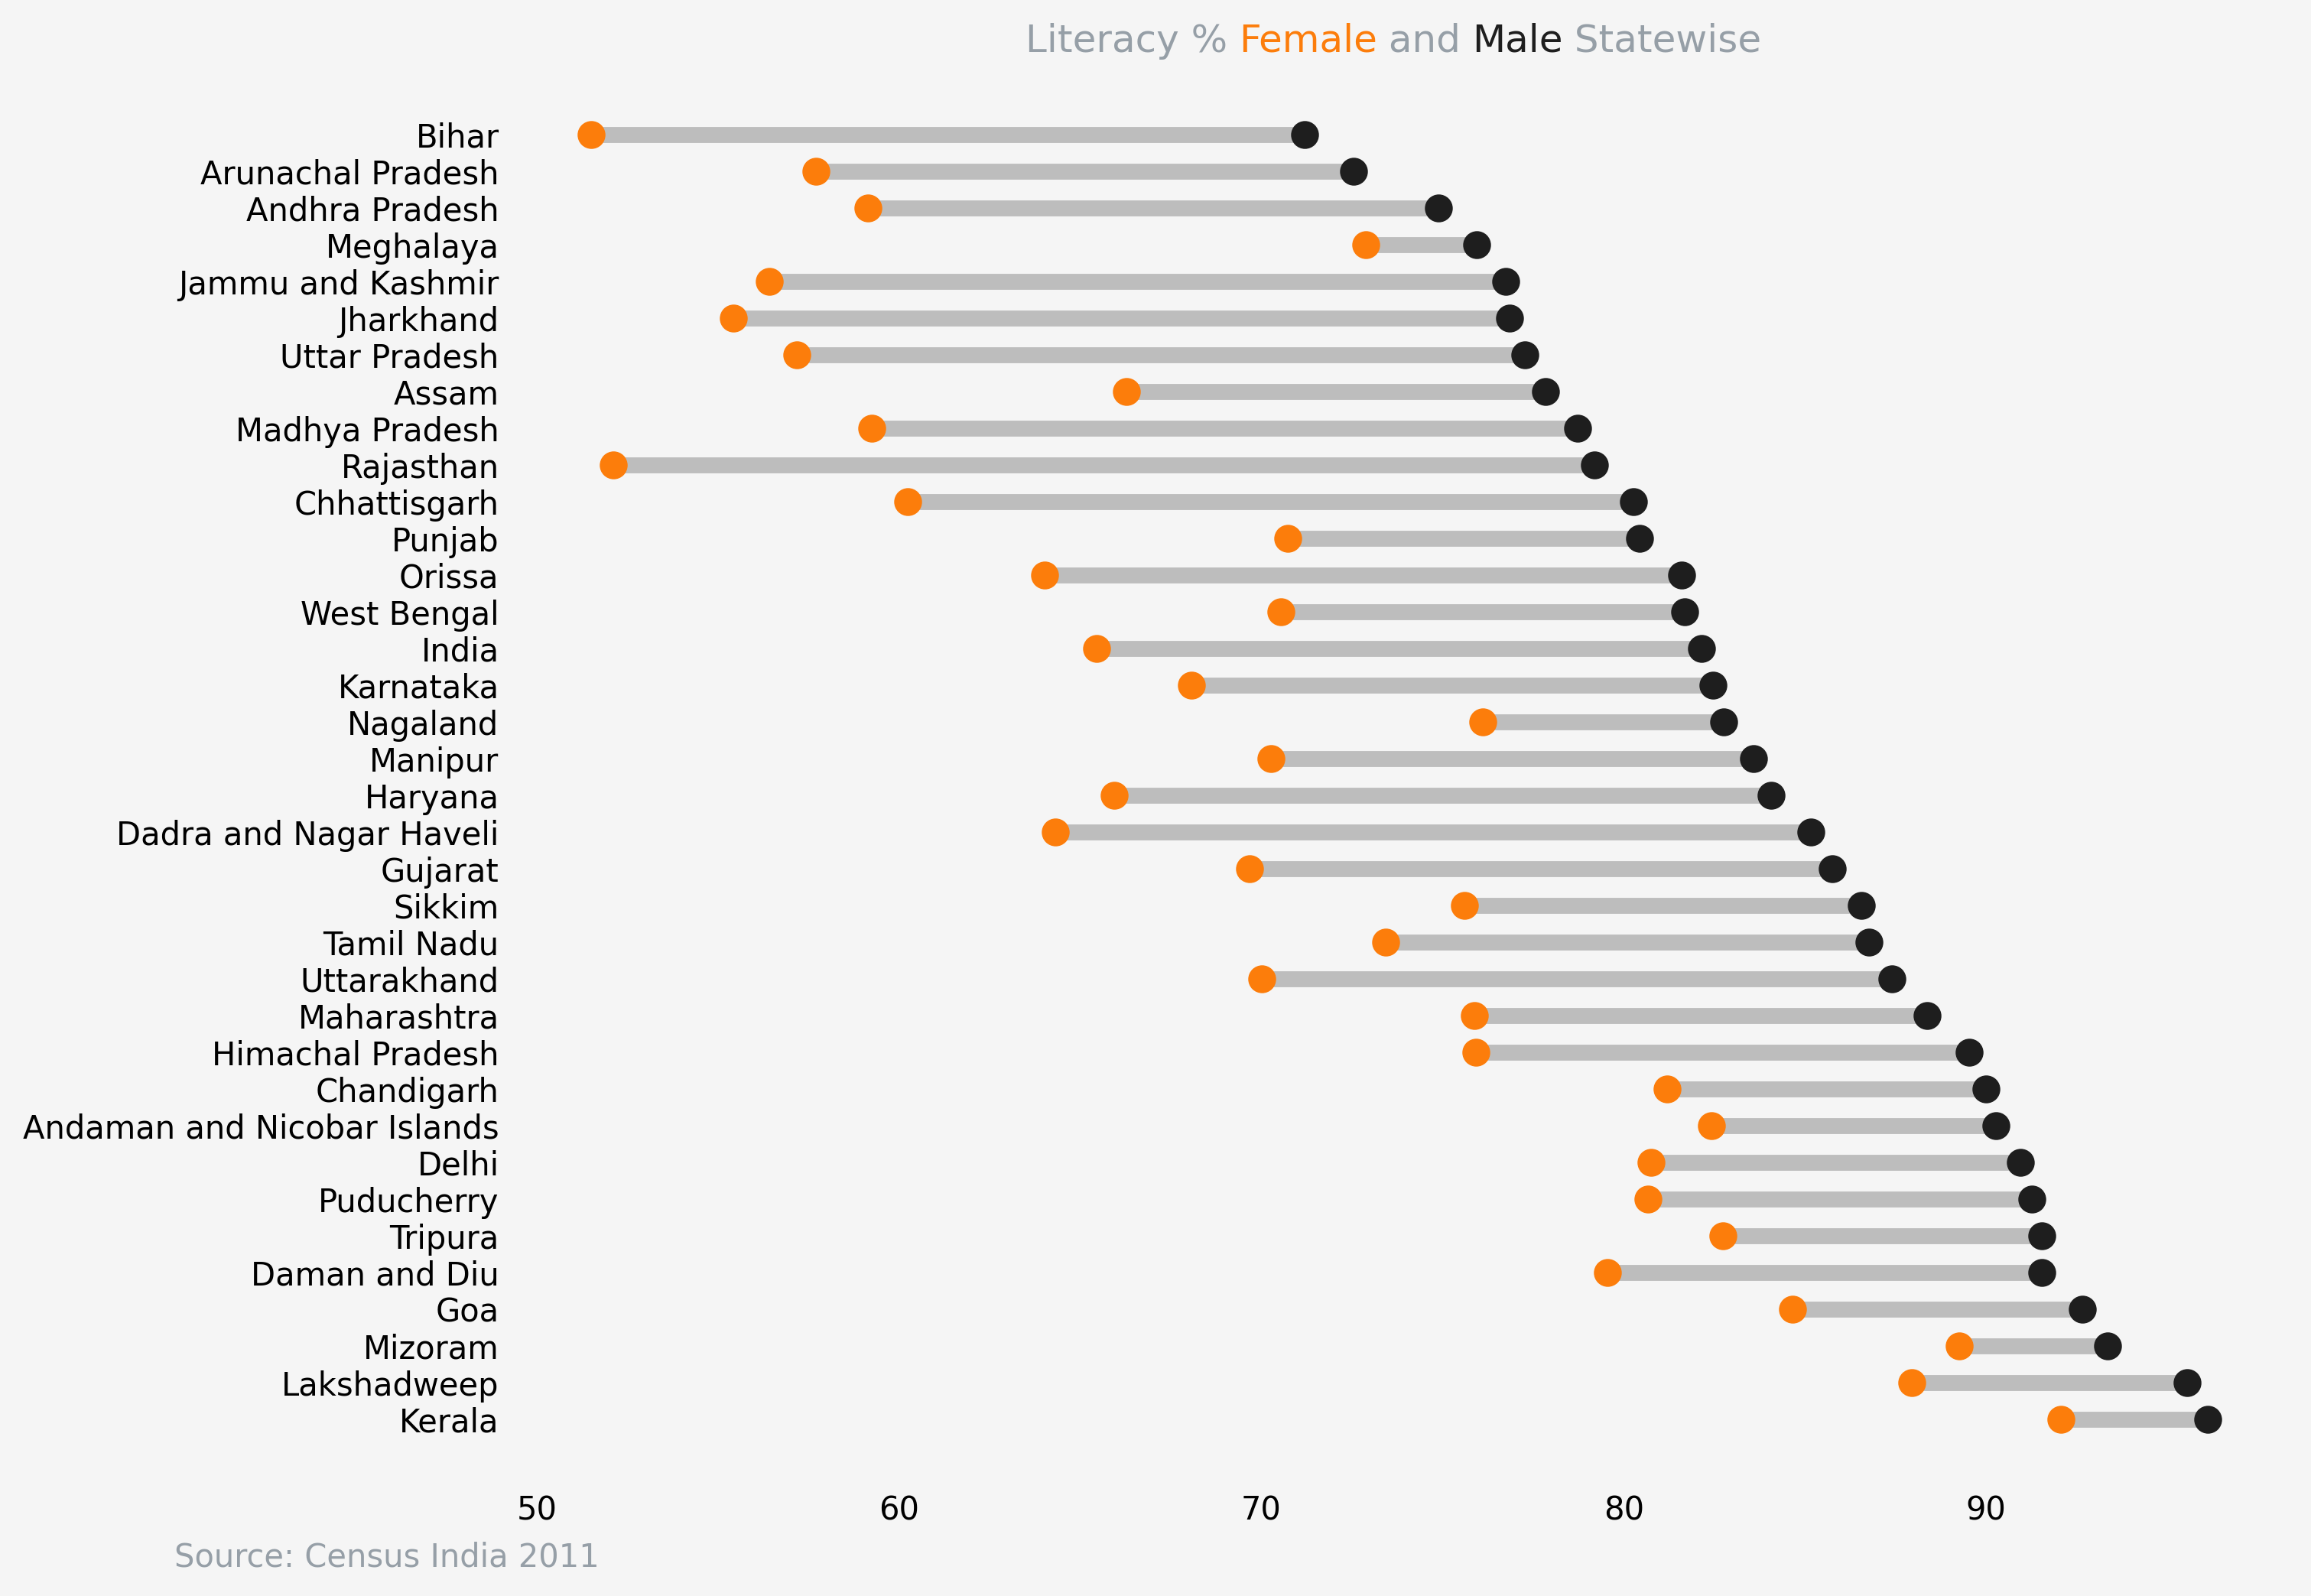 Literacy % Female and Male Statewise
Bihar
Arunachal Pradesh
Andhra Pradesh
Meghalaya
Jammu and Kashmir
Jharkhand
Uttar Pradesh
Assam
Madhya Pradesh
Rajasthan
Chhattisgarh
Punjab
Orissa
West Bengal
India
Karnataka
Nagaland
Manipur
Haryana
Dadra and Nagar Haveli
Gujarat
Sikkim
Tamil Nadu
Uttarakhand
Maharashtra
Himachal Pradesh
Chandigarh
Andaman and Nicobar Islands
Delhi
Puducherry
Tripura
Daman and Diu
Goa
Mizoram
Lakshadweep
Kerala
50 60 70 80 90
Source: Census India 2011